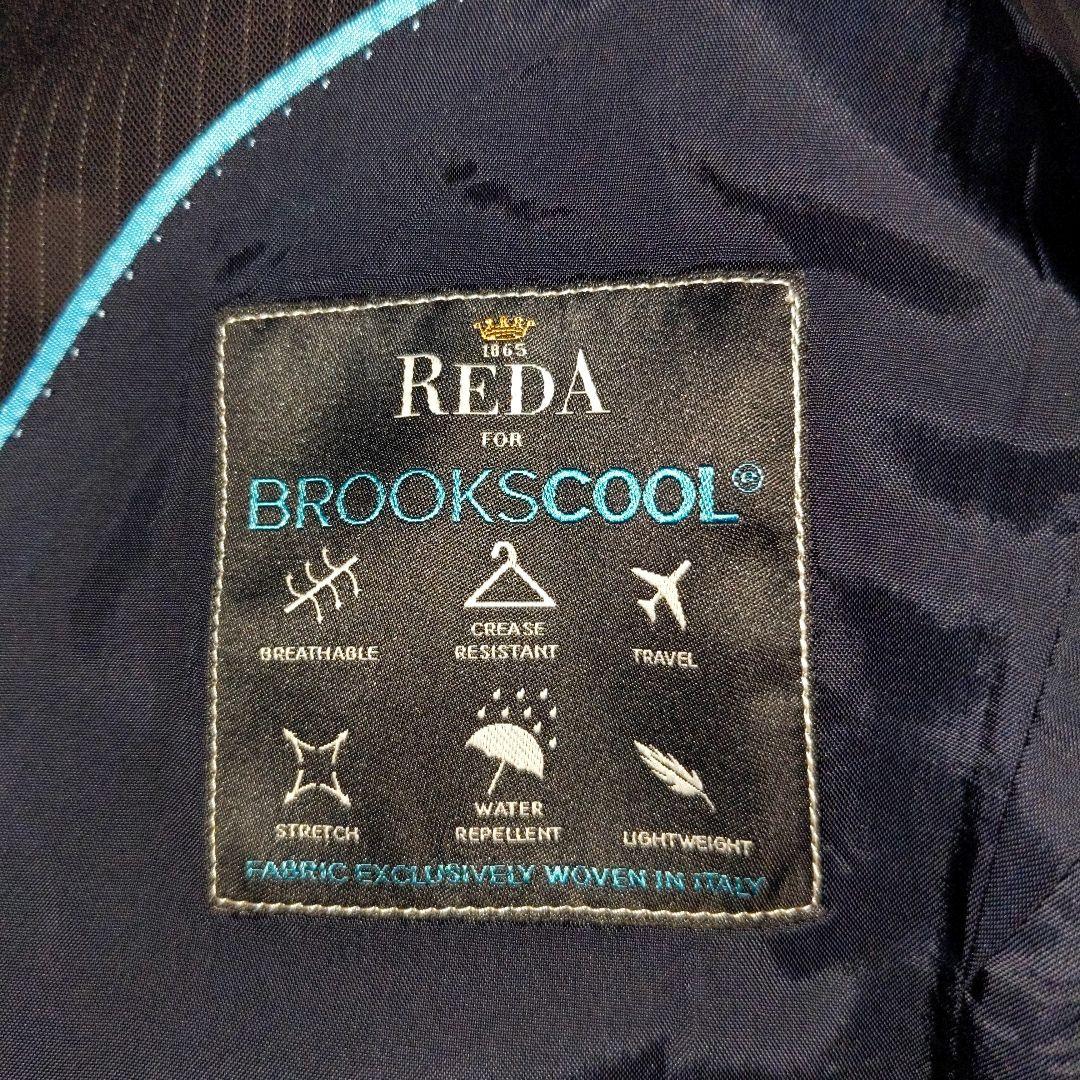 1865
REDA
FOR
BROOKSCOOL®
BREATHABLE
CREASE
RESISTANT
TRAVEL
STRETCH
WATER
REPELLENT
LIGHTWEIGHT
FABRIC EXCLUSIVELY WOVEN IN ITALY